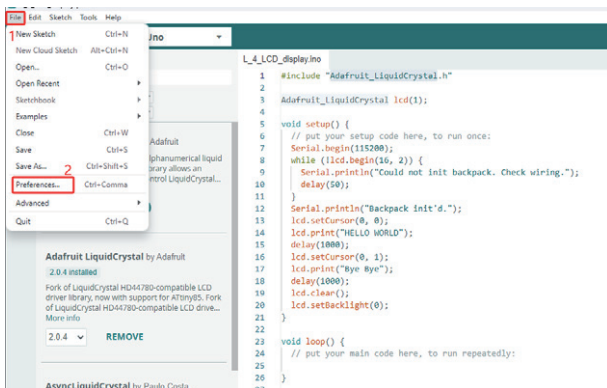 File Edit Sketch Tools Help
1
New Sketch Ctrl+N
New Cloud Sketch Alt+Ctrl+N
Open... Ctrl+O
Open Recent
Sketchbook
Examples
Close Ctrl+W
Save Ctrl+S
Save As... Ctrl+Shift+S
2
Preferences... Ctrl+Comma
Advanced
Quit Ctrl+Q
Uno
Adafruit
lphanumerical liquid
brary allows an
ntrol LiquidCrystal...
Adafruit LiquidCrystal by Adafruit
2.0.4 installed
Fork of LiquidCrystal HD44780-compatible LCD
driver library, now with support for ATtiny85. Fork
of LiquidCrystal HD44780-compatible LCD drive...
More info
2.0.4 REMOVE
AsyncLiquidCrystal by Paulo Costa
L_4_LCD_display.ino
1 #include "Adafruit_LiquidCrystal.h"
2
3 Adafruit_LiquidCrystal lcd(1);
4
5 void setup() {
6 // put your setup code here, to run once:
7 Serial.begin(115200);
8 while (!lcd.begin(16, 2)) {
9 Serial.println("Could not init backpack. Check wiring.");
10 delay(50);
11 }
12 Serial.println("Backpack init'd.");
13 lcd.setCursor(0, 0);
14 lcd.print("HELLO WORLD");
15 delay(1000);
16 lcd.setCursor(0, 1);
17 lcd.print("Bye Bye");
18 delay(1000);
19 lcd.clear();
20 lcd.setBacklight(0);
21 }
22
23 void loop() {
24 // put your main code here, to run repeatedly:
25
26 }